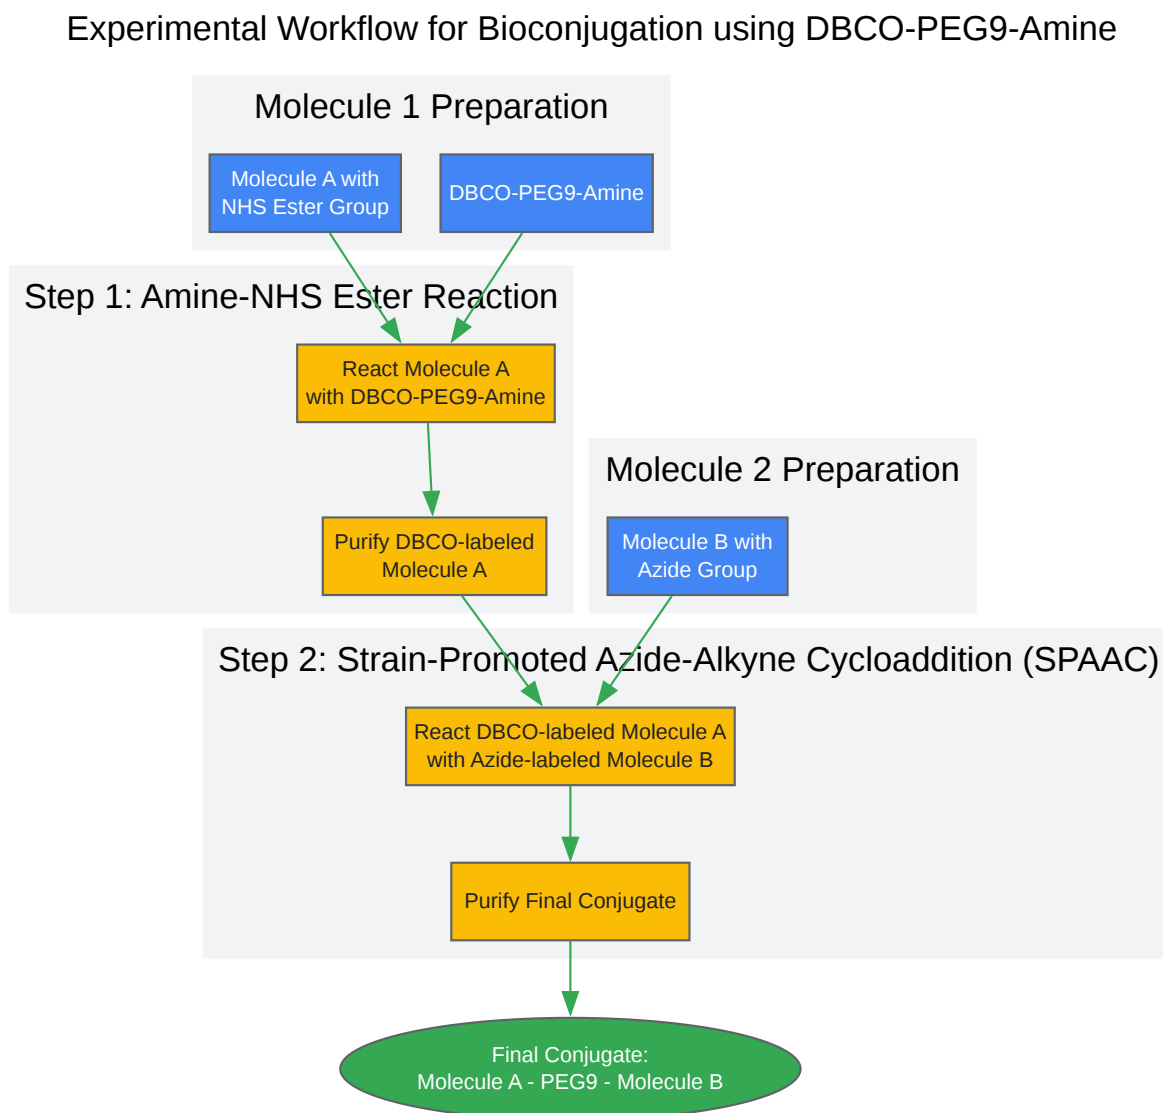 Experimental Workflow for Bioconjugation using DBCO-PEG9-Amine
Molecule 1 Preparation
Molecule A with
NHS Ester Group
DBCO-PEG9-Amine
Step 1: Amine-NHS Ester Reaction
React Molecule A
with DBCO-PEG9-Amine
Purify DBCO-labeled
Molecule A
Molecule 2 Preparation
Molecule B with
Azide Group
Step 2: Strain-Promoted Azide-Alkyne Cycloaddition (SPAAC)
React DBCO-labeled Molecule A
with Azide-labeled Molecule B
Purify Final Conjugate
Final Conjugate:
Molecule A - PEG9 - Molecule B